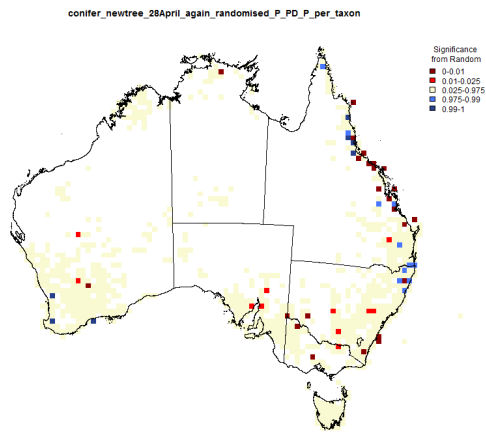 conifer_newtree_28April_again_randomised_P_PD_P_per_taxon
Significance
from Random
0-0.01
0.01-0.025
0.025-0.975
0.975-0.99
0.99-1